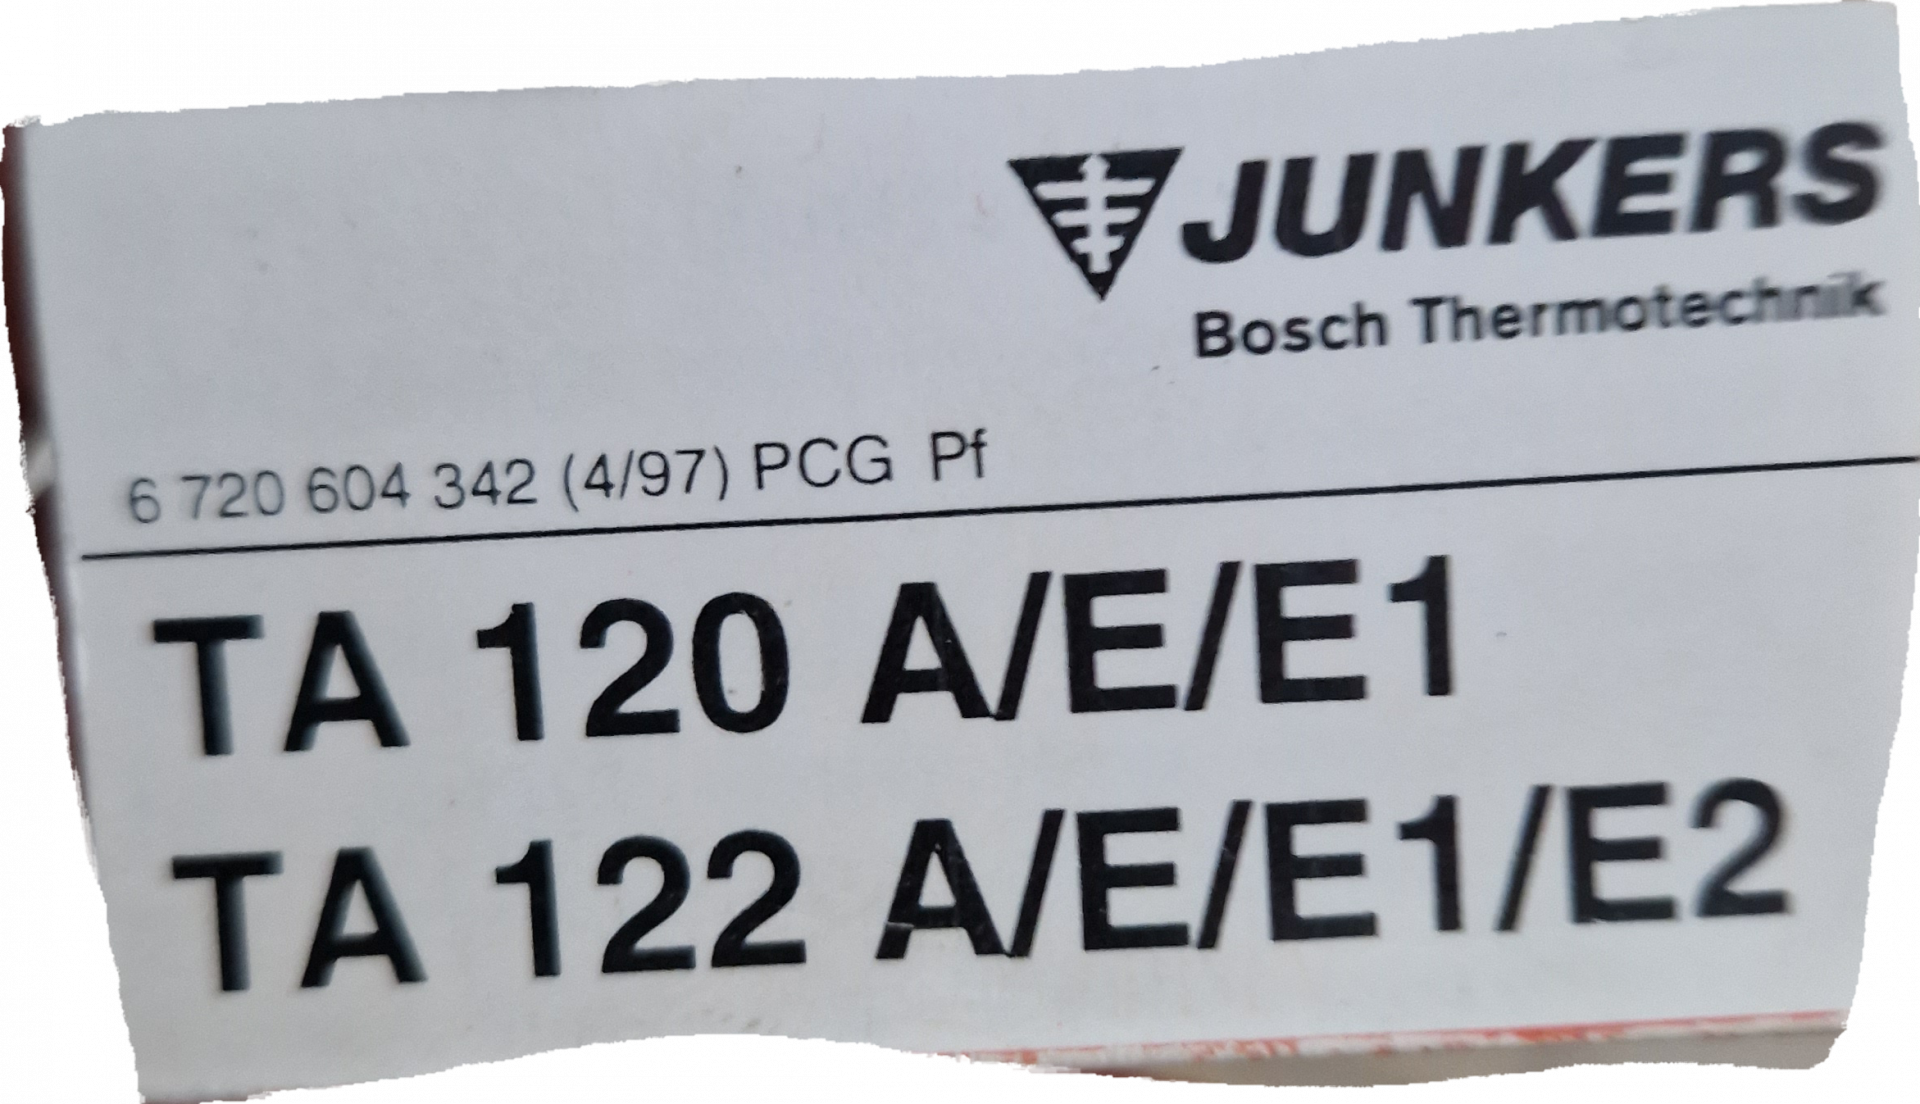 JUNKERS
Bosch Thermotechnik
6 720 604 342 (4/97) PCG Pf
TA 120 A/E/E1
TA 122 A/E/E1/E2